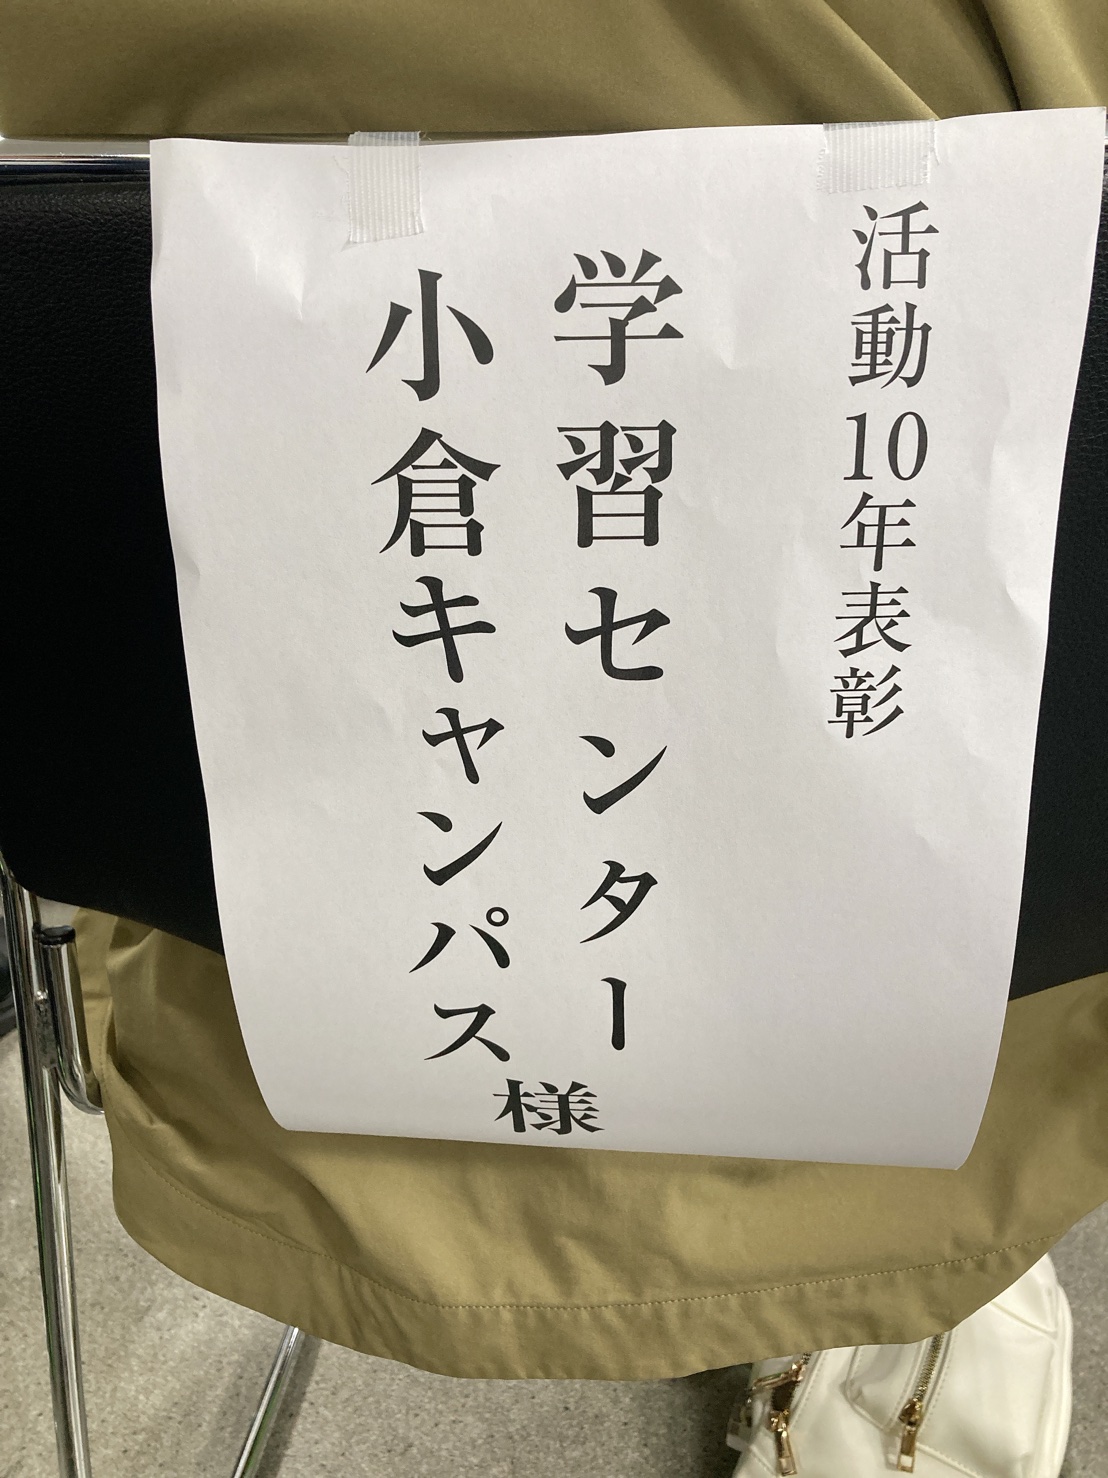 活動10年表彰
学習センター
小倉キャンパス
様